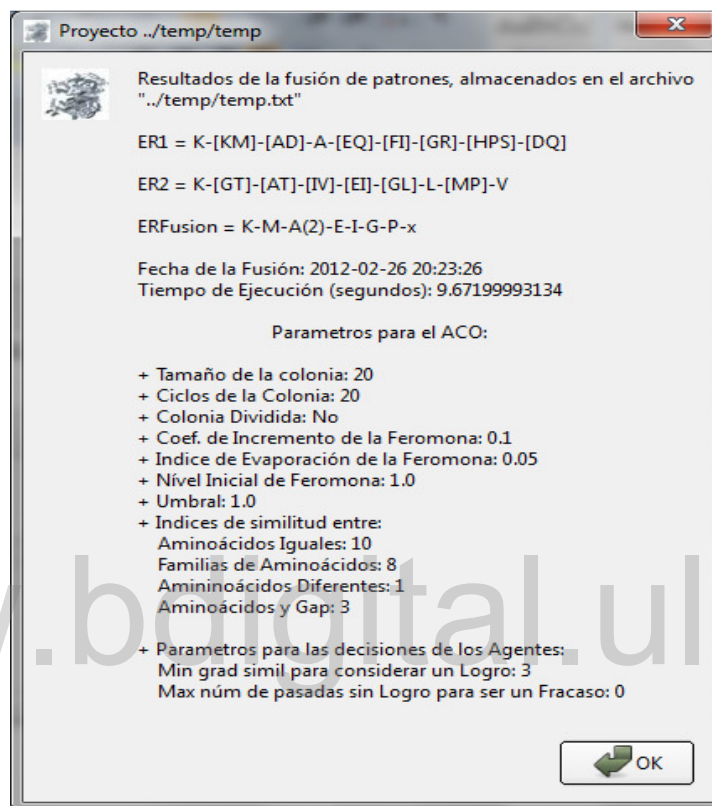 Proyecto ../temp/temp
Resultados de la fusión de patrones, almacenados en el archivo
"../temp/temp.txt"
ER1 = K-[KM]-[AD]-A-[EQ]-[FI]-[GR]-[HPS]-[DQ]
ER2 = K-[GT]-[AT]-[IV]-[EI]-[GL]-L-[MP]-V
ERFusion = K-M-A(2)-E-I-G-P-x
Fecha de la Fusión: 2012-02-26 20:23:26
Tiempo de Ejecución (segundos): 9.67199993134
Parametros para el ACO:
+ Tamaño de la colonia: 20
+ Ciclos de la Colonia: 20
+ Colonia Dividida: No
+ Coef. de Incremento de la Feromona: 0.1
+ Indice de Evaporación de la Feromona: 0.05
+ Nível Inicial de Feromona: 1.0
+ Umbral: 1.0
+ Indices de similitud entre:
Aminoácidos Iguales: 10
Familias de Aminoácidos: 8
Amininoácidos Diferentes: 1
Aminoácidos y Gap: 3
+ Parametros para las decisiones de los Agentes:
Min grad simil para considerar un Logro: 3
Max núm de pasadas sin Logro para ser un Fracaso: 0
OK
.bdigital.ul